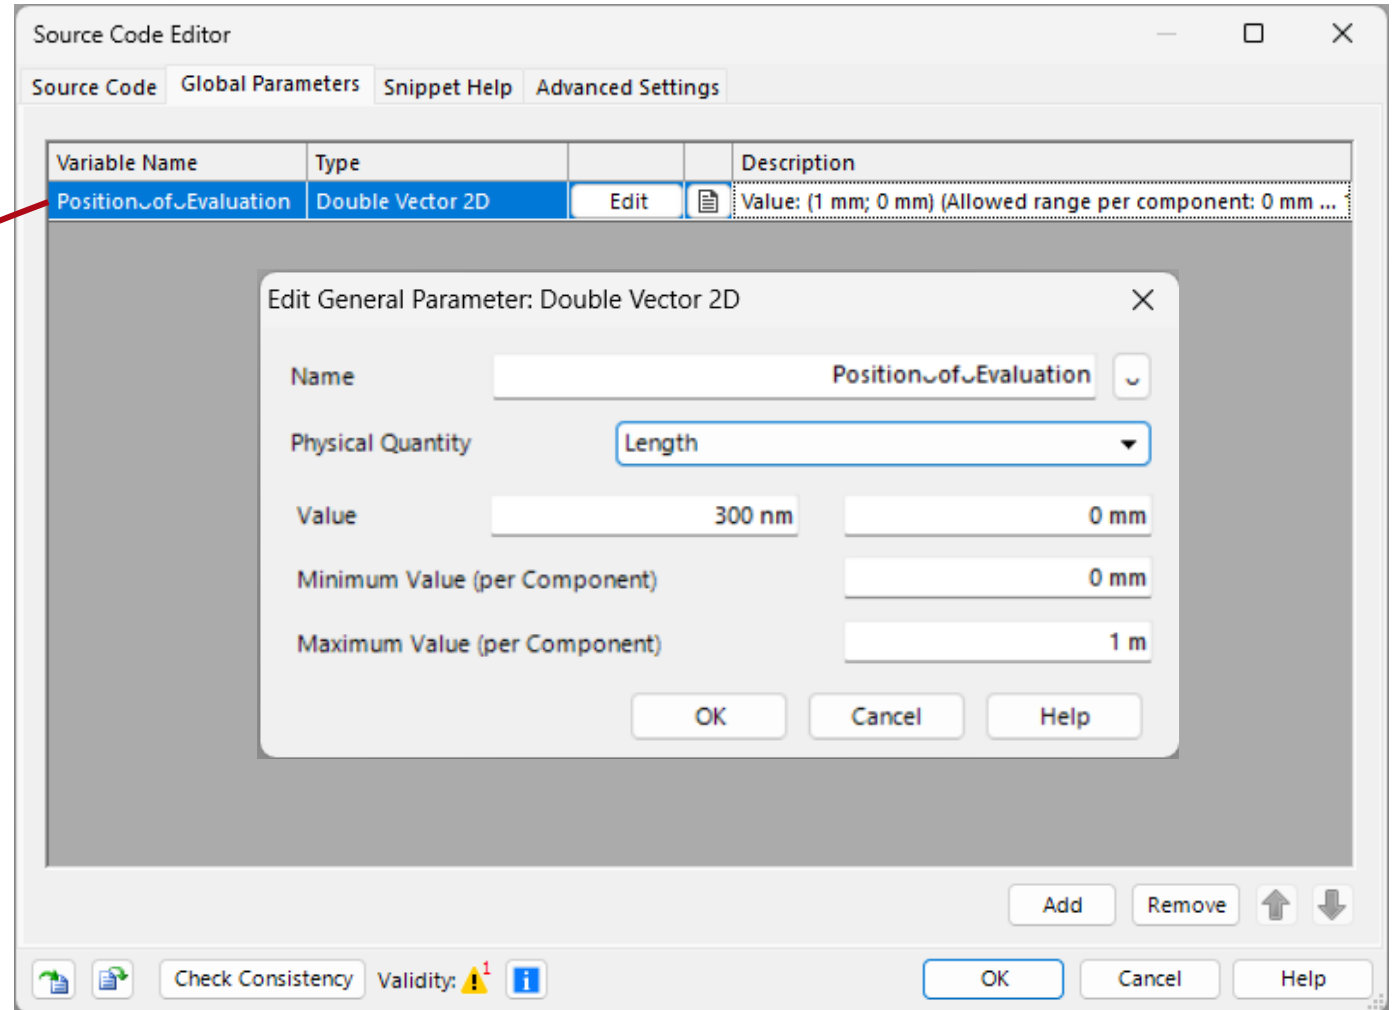 Source Code Editor
Source Code Global Parameters Snippet Help Advanced Settings
Variable Name Type Description
Position⌣of⌣Evaluation Double Vector 2D Edit Value: (1 mm; 0 mm) (Allowed range per component: 0 mm ...
Edit General Parameter: Double Vector 2D
Name Position⌣of⌣Evaluation ⌣
Physical Quantity Length
Value 300 nm 0 mm
Minimum Value (per Component) 0 mm
Maximum Value (per Component) 1 m
OK Cancel Help
Add Remove
Check Consistency Validity: 1 OK Cancel Help